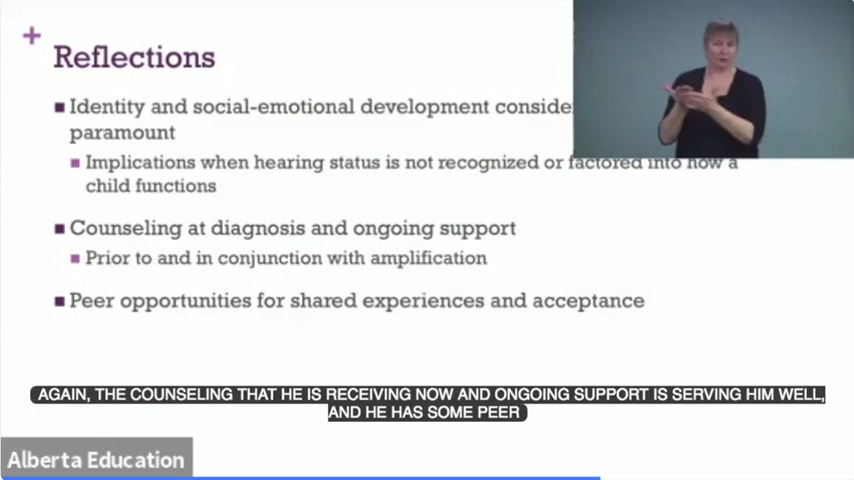 +
Reflections
Identity and social-emotional development
paramount
Implications when hearing status is not recognized or factored into how a
child functions
Counseling at diagnosis and ongoing support
Prior to and in conjunction with amplification
Peer opportunities for shared experiences and acceptance
AGAIN, THE COUNSELING THAT HE IS RECEIVING NOW AND ONGOING SUPPORT IS SERVING HIM WELL,
AND HE HAS SOME PEER
Alberta Education